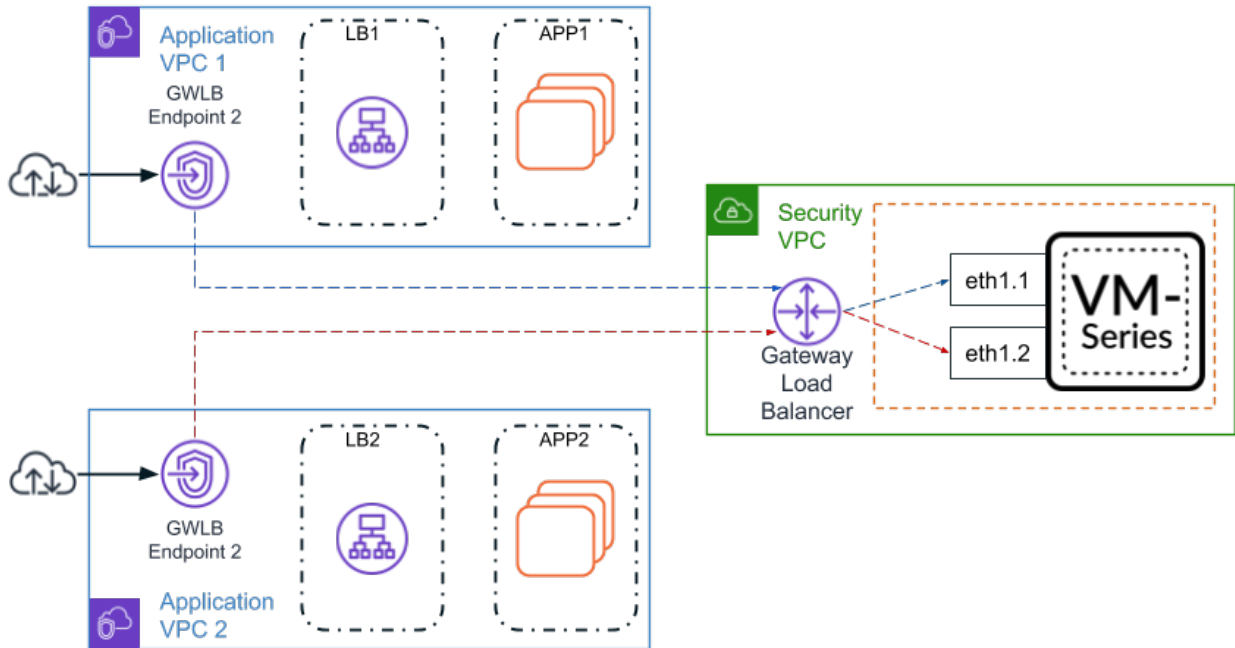 Application
VPC 1
GWLB
Endpoint 2
LB1
APP1
Security
VPC
Gateway
Load
Balancer
eth1.1
eth1.2
VM-
Series
GWLB
Endpoint 2
LB2
APP2
Application
VPC 2